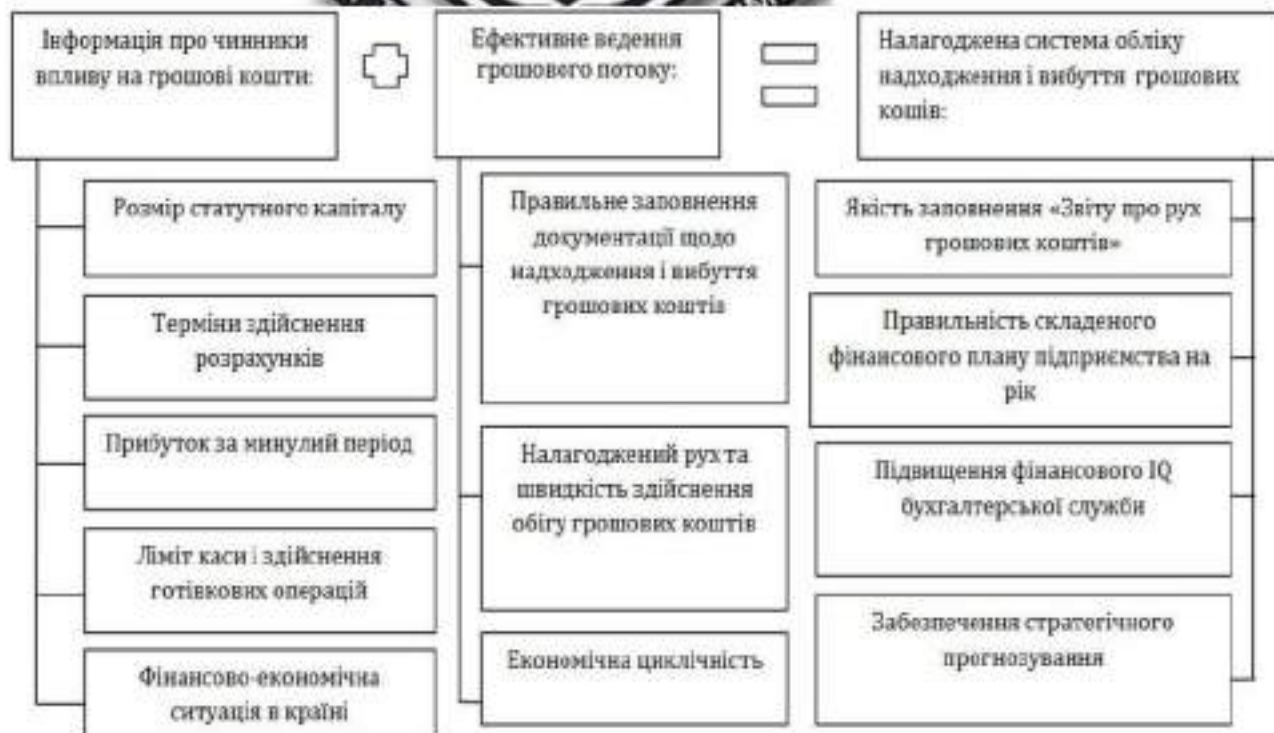 Інформація про чинники
впливу на грошові кошти:
Ефективне ведення
грошового потоку:
Налагоджена система обліку
надходження і вибуття грошових
кошів:
Розмір статутного капіталу
Терміни здійснення
розрахунків
Прибуток за минулий період
Ліміт каси і здійснення
готівкових операцій
Фінансово-економічна
ситуація в країні
Правильне заповнення
документації щодо
надходження і вибуття
грошових коштів
Налагоджений рух та
швидкість здійснення
обігу грошових коштів
Економічна циклічність
Якість заповнення «Звіту про рух
грошових коштів»
Правильність складеного
фінансового плану підприємства на
рік
Підвищення фінансового IQ
бухгалтерської служби
Забезпечення стратегічного
прогнозування